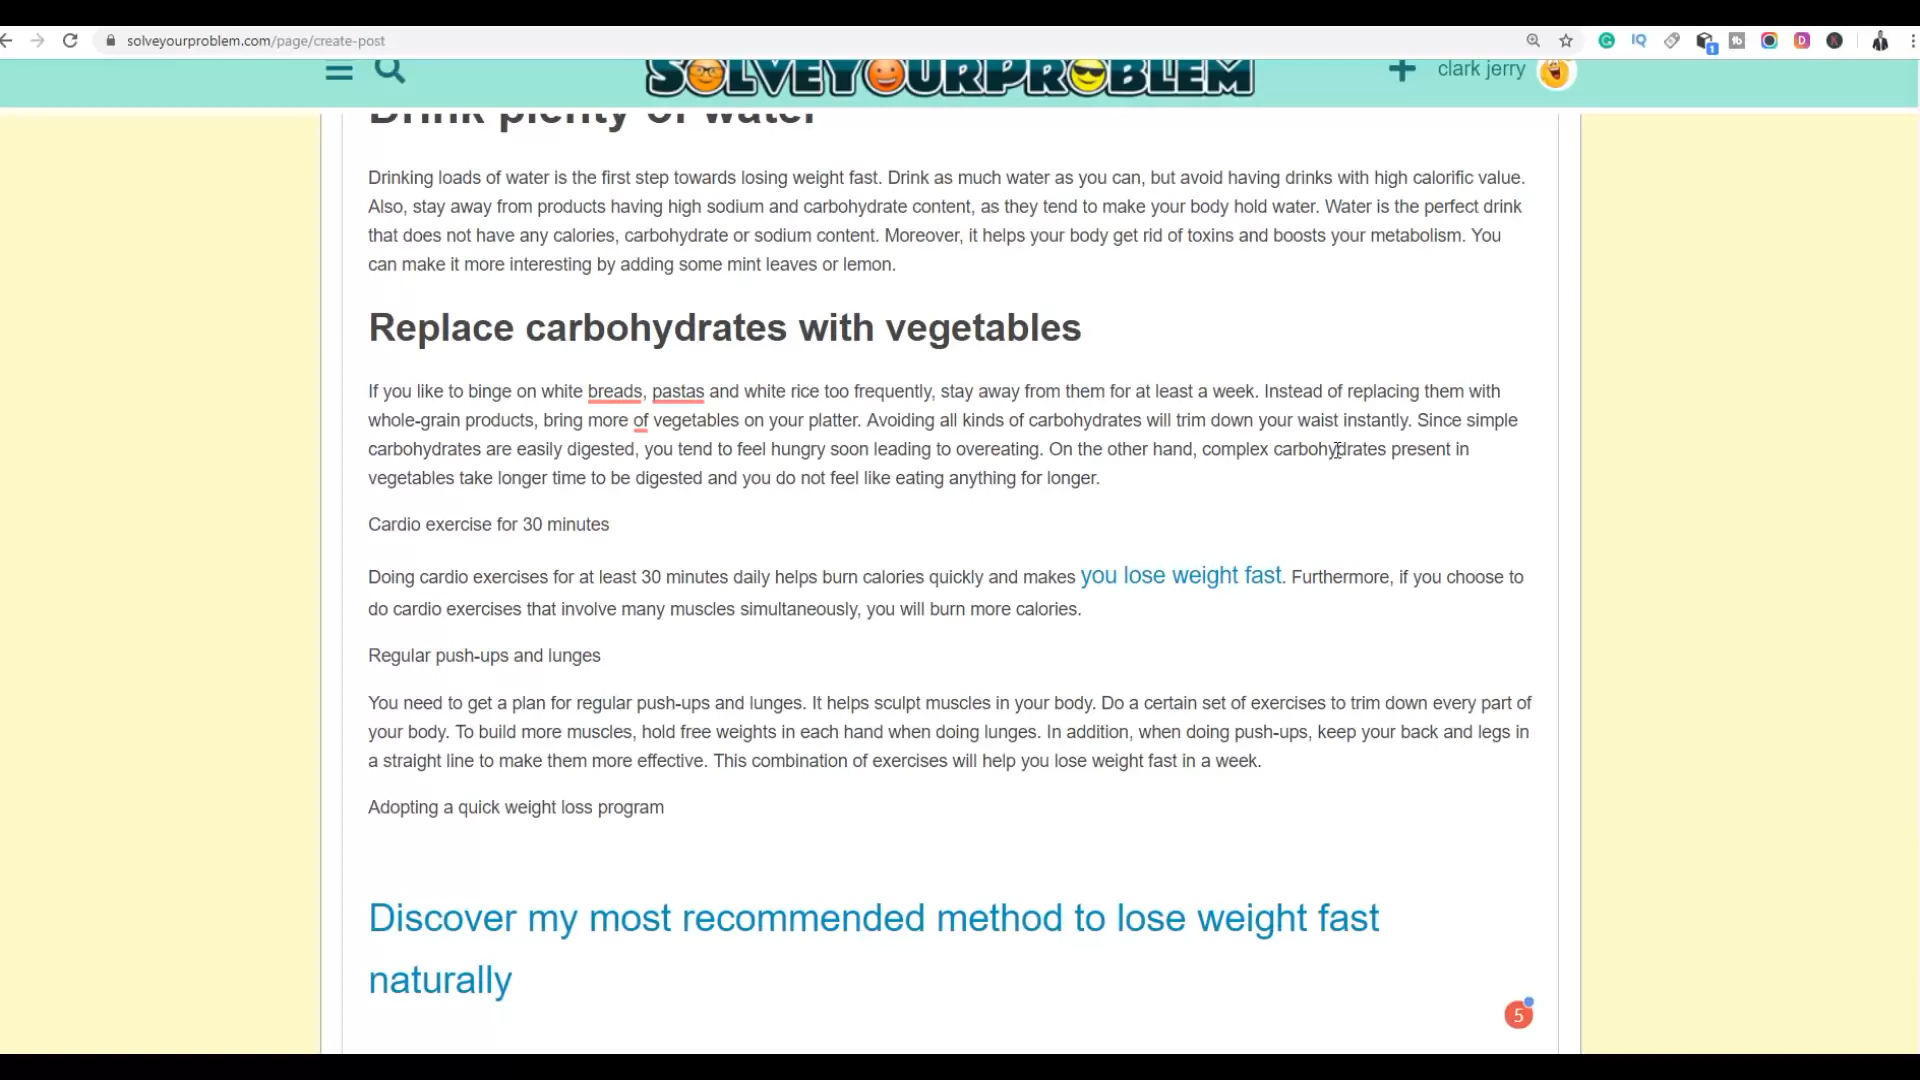 solveyourproblem.com/page/create-post
SOLVEYOURPROBLEM
clark jerry
Drink plenty of water
Drinking loads of water is the first step towards losing weight fast. Drink as much water as you can, but avoid having drinks with high calorific value.
Also, stay away from products having high sodium and carbohydrate content, as they tend to make your body hold water. Water is the perfect drink
that does not have any calories, carbohydrate or sodium content. Moreover, it helps your body get rid of toxins and boosts your metabolism. You
can make it more interesting by adding some mint leaves or lemon.
Replace carbohydrates with vegetables
If you like to binge on white breads, pastas and white rice too frequently, stay away from them for at least a week. Instead of replacing them with
whole-grain products, bring more of vegetables on your platter. Avoiding all kinds of carbohydrates will trim down your waist instantly. Since simple
carbohydrates are easily digested, you tend to feel hungry soon leading to overeating. On the other hand, complex carbohydrates present in
vegetables take longer time to be digested and you do not feel like eating anything for longer.
Cardio exercise for 30 minutes
Doing cardio exercises for at least 30 minutes daily helps burn calories quickly and makes you lose weight fast. Furthermore, if you choose to
do cardio exercises that involve many muscles simultaneously, you will burn more calories.
Regular push-ups and lunges
You need to get a plan for regular push-ups and lunges. It helps sculpt muscles in your body. Do a certain set of exercises to trim down every part of
your body. To build more muscles, hold free weights in each hand when doing lunges. In addition, when doing push-ups, keep your back and legs in
a straight line to make them more effective. This combination of exercises will help you lose weight fast in a week.
Adopting a quick weight loss program
Discover my most recommended method to lose weight fast
naturally
5